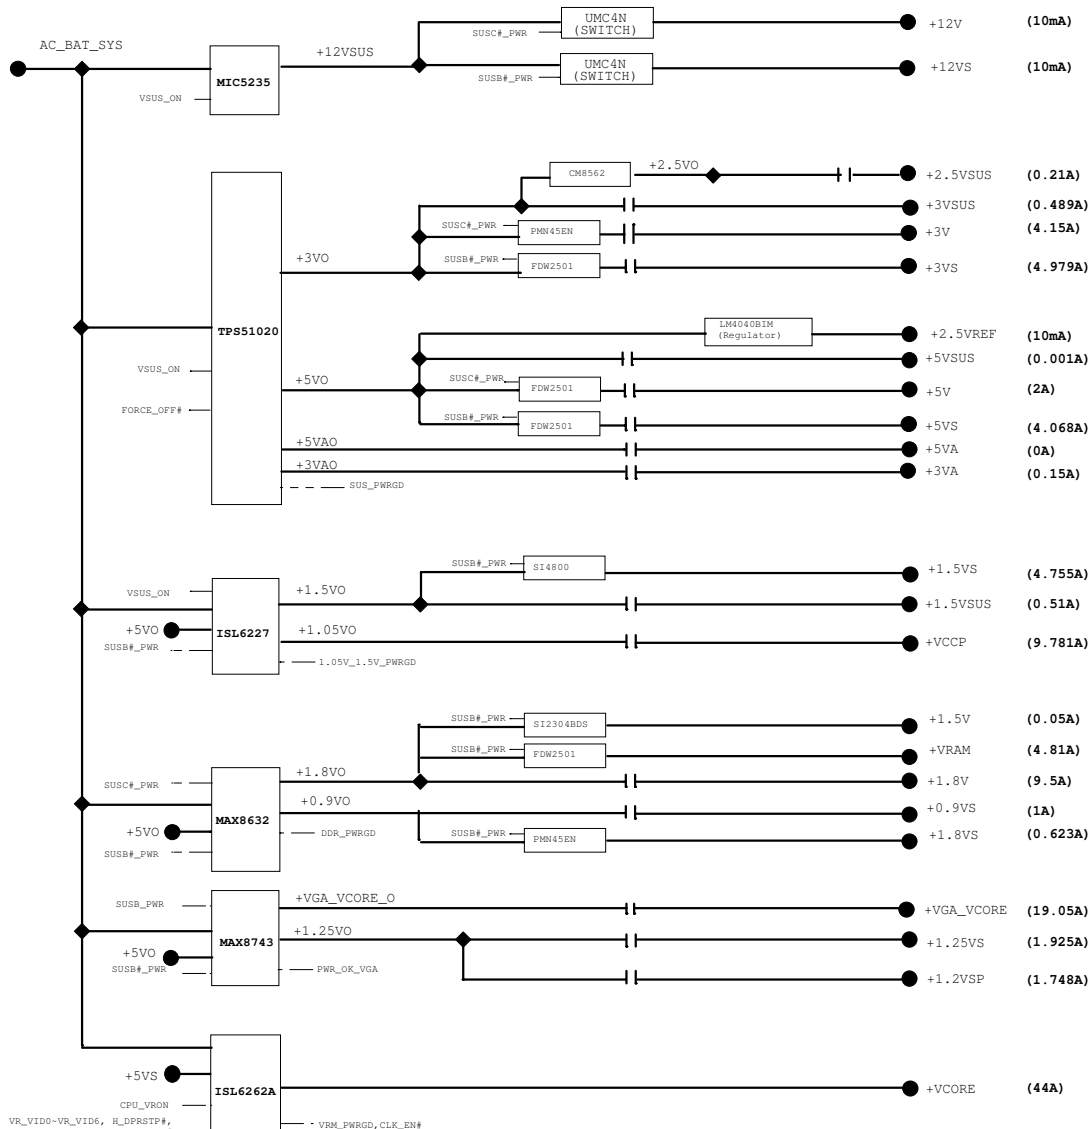 UMC4N
(SWITCH)
SUSC#_PWR
+12V
(10mA)
AC_BAT_SYS
+12VSUS
UMC4N
(SWITCH)
SUSB#_PWR
+12VS
(10mA)
MIC5235
VSUS_ON
CM8562
+2.5VO
+2.5VSUS
(0.21A)
+3VSUS
(0.489A)
SUSC#_PWR
PMN45EN
+3V
(4.15A)
+3VO
SUSB#_PWR
FDW2501
+3VS
(4.979A)
TPS51020
LM4040BIM
(Regulator)
+2.5VREF
(10mA)
+5VSUS
(0.001A)
VSUS_ON
+5VO
SUSC#_PWR
FDW2501
+5V
(2A)
FORCE_OFF#
SUSB#_PWR
FDW2501
+5VS
(4.068A)
+5VAO
+5VA
(0A)
+3VAO
+3VA
(0.15A)
SUS_PWRGD
SUSB#_PWR
SI4800
+1.5VS
(4.755A)
VSUS_ON
+1.5VO
+1.5VSUS
(0.51A)
ISL6227
+5VO
+1.05VO
+VCCP
(9.781A)
SUSB#_PWR
1.05V_1.5V_PWRGD
SUSB#_PWR
SI2304BDS
+1.5V
(0.05A)
SUSB#_PWR
FDW2501
+VRAM
(4.81A)
SUSC#_PWR
+1.8VO
+1.8V
(9.5A)
MAX8632
+0.9VO
+0.9VS
(1A)
+5VO
DDR_PWRGD
SUSB#_PWR
PMN45EN
+1.8VS
(0.623A)
SUSB#_PWR
SUSB_PWR
+VGA_VCORE_O
+VGA_VCORE
(19.05A)
MAX8743
+1.25VO
+1.25VS
(1.925A)
+5VO
SUSB#_PWR
PWR_OK_VGA
+1.2VSP
(1.748A)
+5VS
ISL6262A
+VCORE
(44A)
CPU_VRON
VR_VID0~VR_VID6, H_DPRSTP#,
VRM_PWRGD,CLK_EN#